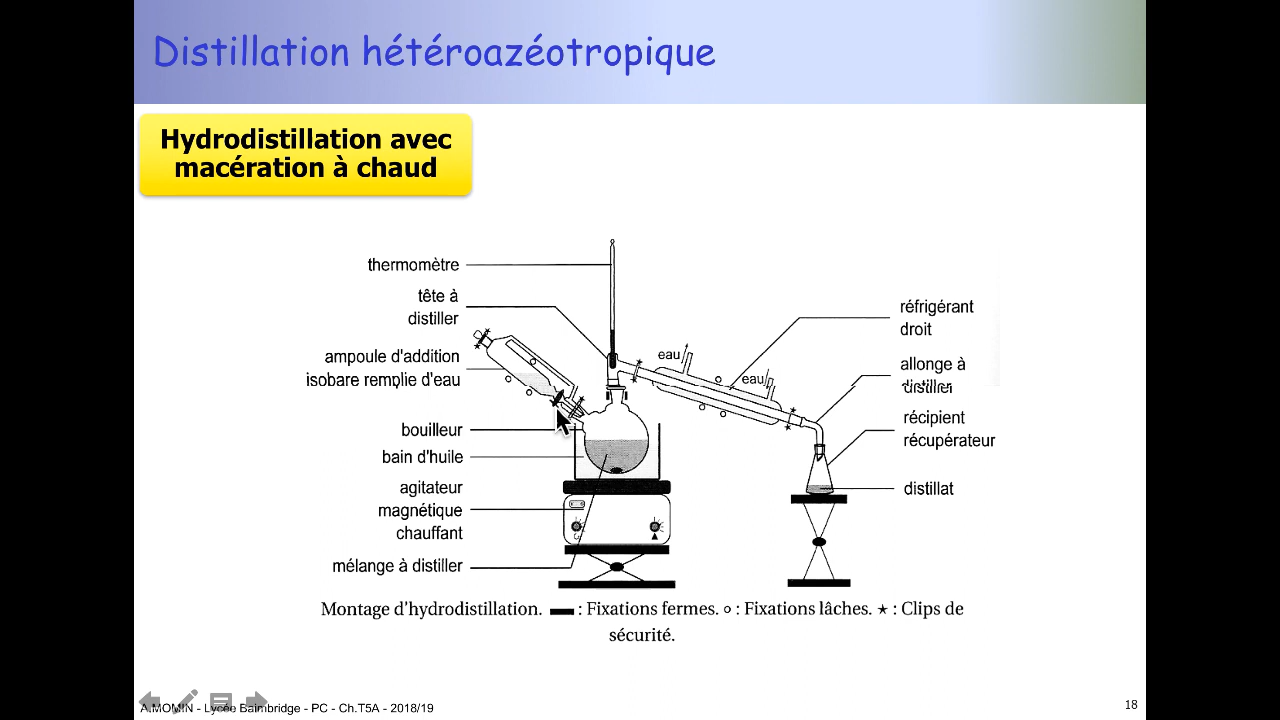 Distillation hétéroazéotropique
Hydrodistillation avec
macération à chaud
thermomètre
tête à
distiller
ampoule d'addition
isobare remplie d'eau
bouilleur
bain d'huile
agitateur
magnétique
chauffant
mélange à distiller
eau
eau
réfrigérant
droit
allonge à
distiller
récipient
récupérateur
distillat
Montage d'hydrodistillation. : Fixations fermes. ∘ : Fixations lâches. ★ : Clips de
sécurité.
A.MOMIN - Lycée Baimbridge - PC - Ch.T5A - 2018/19
18